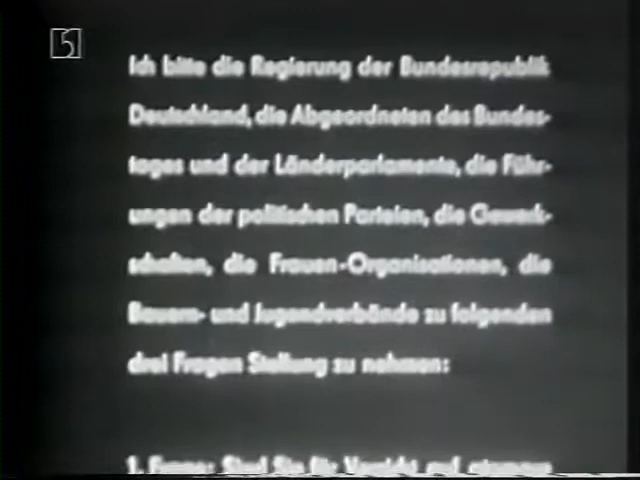 5
Ich bitte die Regierung der Bundesrepublik
Deutschland, die Abgeordneten des Bundes-
tages und der Länderparlamente, die Führ-
ungen der politischen Parteien, die Gewerk-
schaften, die Frauen-Organisationen, die
Bauern- und Jugendverbände zu folgenden
drei Fragen Stellung zu nehmen:
1. Frage: Sind Sie für Verzicht auf